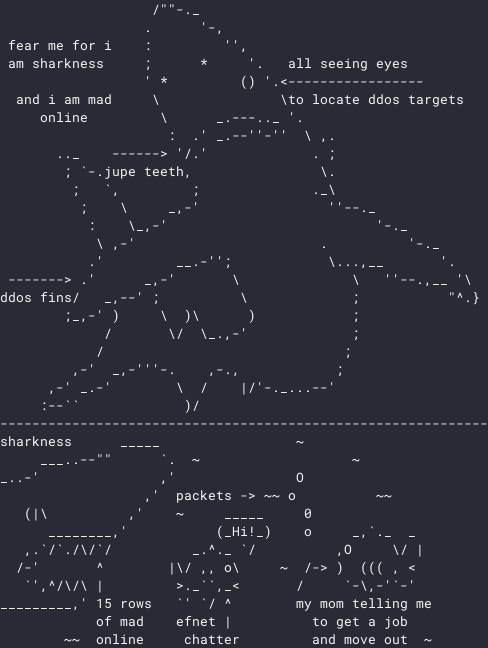 fear me for i
am sharkness
all seeing eyes
and i am mad
to locate ddos targets
online
jupe teeth,
ddos fins
sharkness
packets ->
(_Hi!_)
15 rows
my mom telling me
of mad
efnet
to get a job
online
chatter
and move out